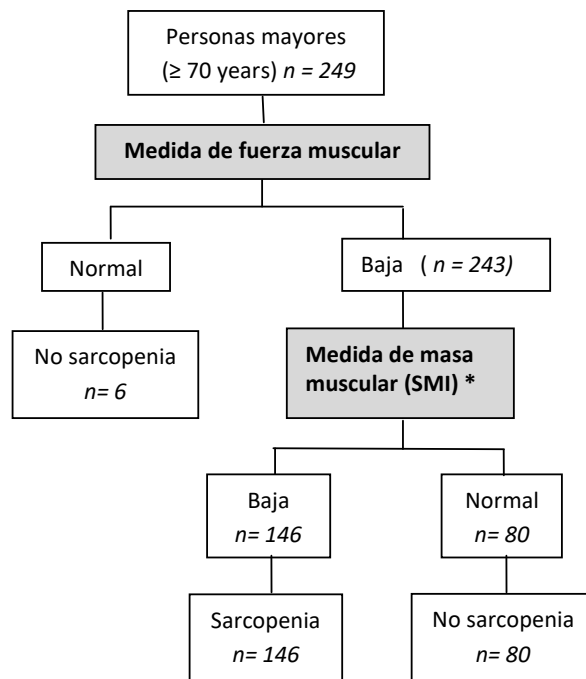 Personas mayores
(≥ 70 years) n = 249
Medida de fuerza muscular
Normal
Baja ( n = 243)
No sarcopenia
n= 6
Medida de masa
muscular (SMI) *
Baja
n= 146
Normal
n= 80
Sarcopenia
n= 146
No sarcopenia
n= 80